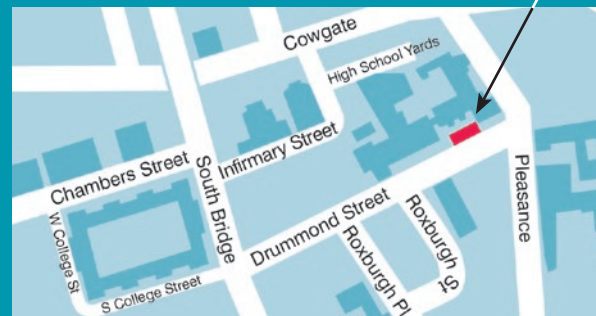 Cowgate
High School Yards
Chambers Street
Infirmary Street
South Bridge
Pleasance
W College St
Drummond Street
Roxburgh
St
Roxburgh Pl
S College Street